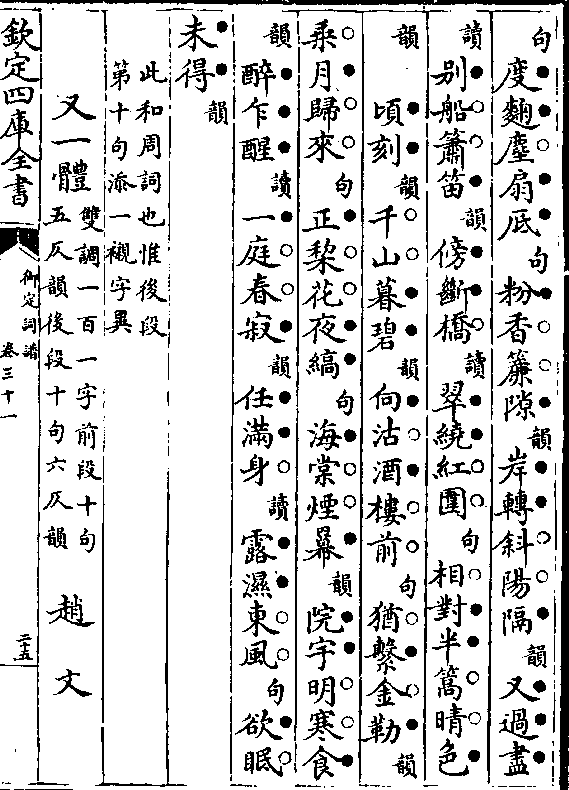 句度麴塵扇底句粉香簾隙韻岸轉斜陽隔韻又過盡
讀别船簫笛韻傍斷橋讀翠繞紅圍句相對半篙晴色
韻頃刻韻千山暮碧韻向沽酒樓前句猶繫金勒韻
乗月歸來句正梨花夜縞句海棠煙羃韻院宇明寒食
韻醉乍醒讀一庭春寂韻任滿身讀露濕東風句欲眠
未得韻
此和周詞也惟後段
第十句添一襯字異
又一體 雙調一百一字前段十句
五仄韻後段十句六仄韻 趙文
欽定四庫全書
御定詞譜
卷三十一
二十五